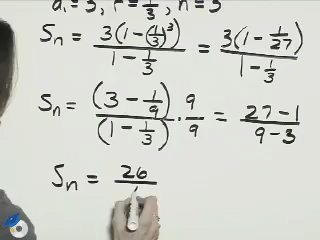 a₁ = 3, r = 1/3, n = 3
Sₙ = 3(1 - (1/3)³) / (1 - 1/3) = 3(1 - 1/27) / (1 - 1/3)
Sₙ = (3 - 1/9) / (1 - 1/3) · 9/9 = (27 - 1) / (9 - 3)
Sₙ = 26 /